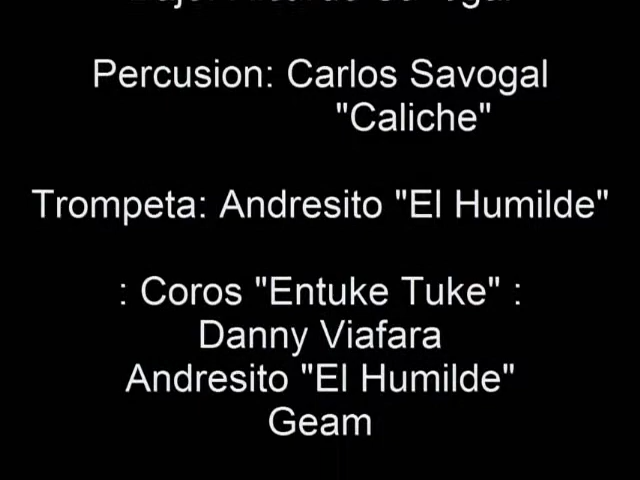 Percusion: Carlos Savogal
"Caliche"
Trompeta: Andresito "El Humilde"
: Coros "Entuke Tuke" :
Danny Viafara
Andresito "El Humilde"
Geam